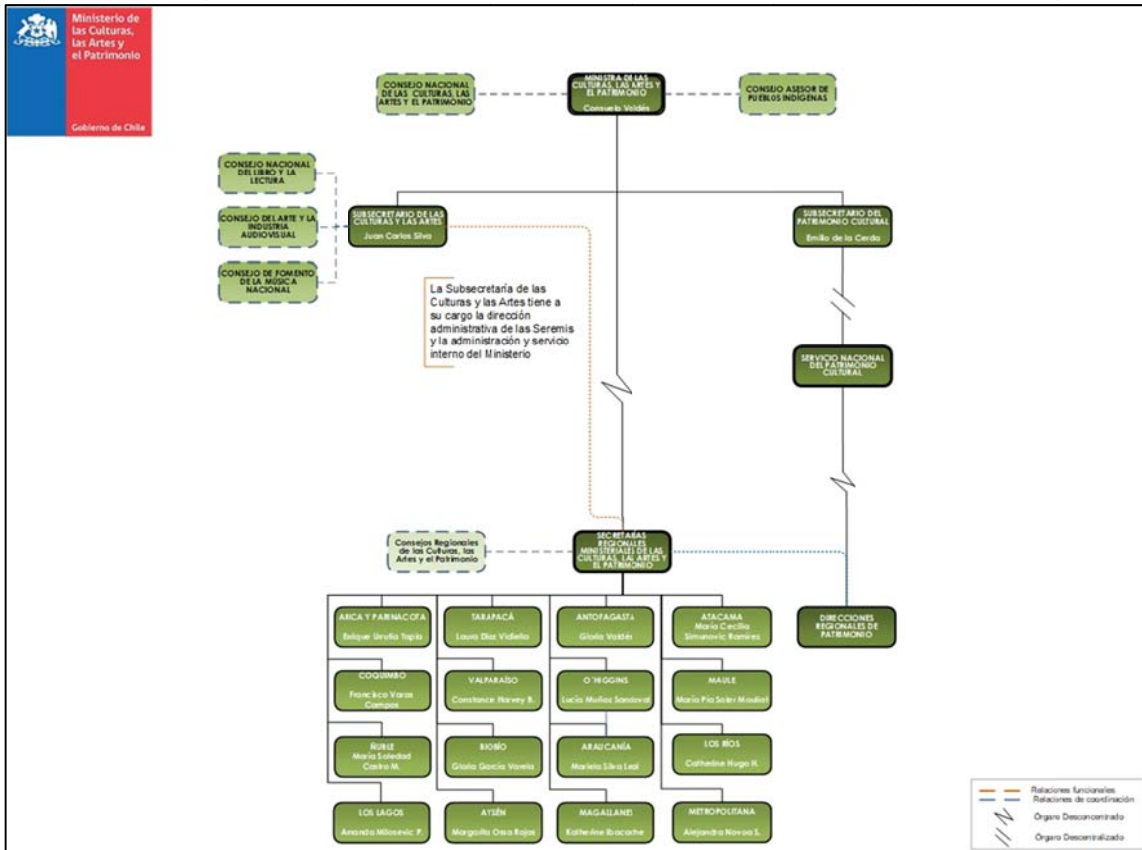 Ministerio de
las Culturas,
las Artes y
el Patrimonio
Gobierno de Chile
CONSEJO NACIONAL
DE LAS CULTURAS, LAS
ARTES Y EL PATRIMONIO
MINISTRA DE LAS
CULTURAS, LAS ARTES Y
EL PATRIMONIO
Consuelo Valdés
CONSEJO ASESOR DE
PUEBLOS INDÍGENAS
CONSEJO NACIONAL
DEL LIBRO Y LA
LECTURA
CONSEJO DEL ARTE Y LA
INDUSTRIA
AUDIOVISUAL
CONSEJO DE FOMENTO
DE LA MÚSICA
NACIONAL
SUBSECRETARIO DE LAS
CULTURAS Y LAS ARTES
Juan Carlos Silva
SUBSECRETARIO DEL
PATRIMONIO CULTURAL
Emilio de la Cerda
La Subsecretaría de las
Culturas y las Artes tiene a
su cargo la dirección
administrativa de las Seremis
y la administración y servicio
interno del Ministerio
SERVICIO NACIONAL
DEL PATRIMONIO
CULTURAL
Consejos Regionales
de las Culturas, las
Artes y el Patrimonio
SECRETARÍAS
REGIONALES
MINISTERIALES DE LAS
CULTURAS, LAS ARTES Y
EL PATRIMONIO
DIRECCIONES
REGIONALES DE
PATRIMONIO
ARICA Y PARINACOTA
Enrique Urrutia Tapia
TARAPACÁ
Laura Díaz
ANTOFAGASTA
Gloria Valdés
ATACAMA
María Cecilia
Simunovic Ramírez
COQUIMBO
Francisco Varas
Campos
VALPARAÍSO
Constance Harvey B.
O´HIGGINS
Lucía Muñoz Sandoval
MAULE
María Pía Soler
ÑUBLE
María Soledad
Castro M.
BIOBÍO
Gloria García Varela
ARAUCANÍA
Mariela Silva Leal
LOS RÍOS
Catherine Hugo H.
LOS LAGOS
Amanda Milosevic P.
AYSÉN
Margarita Ossa Rojas
MAGALLANES
Katherine Ibacache
METROPOLITANA
Alejandra Novoa S.
Relaciones funcionales
Relaciones de coordinación
Órgano Desconcentrado
Órgano Descentralizado